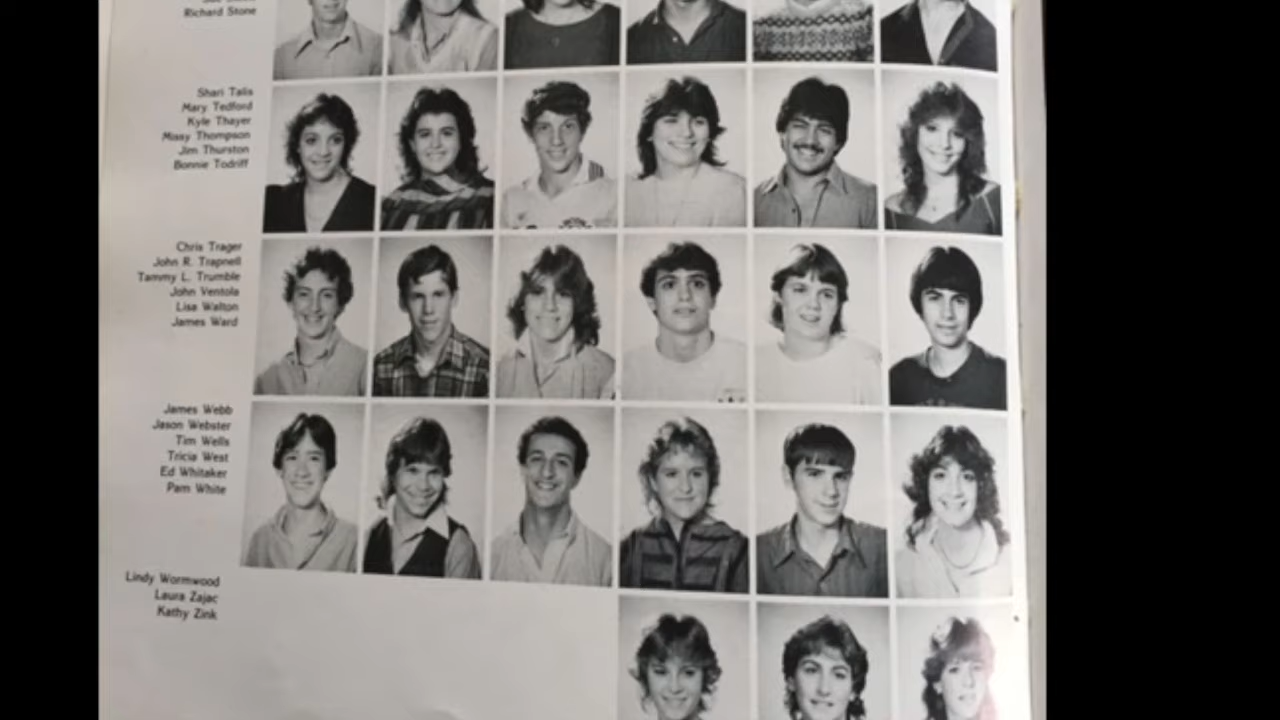 Richard Stone
Shari Talis
Mary Tedford
Kyle Thayer
Missy Thompson
Jim Thurston
Bonnie Todriff
Chris Trager
John R. Trapnell
Tammy L. Trumble
John Ventola
Lisa Walton
James Ward
James Webb
Jason Webster
Tim Wells
Tricia West
Ed Whitaker
Pam White
Lindy Wormwood
Laura Zajac
Kathy Zink